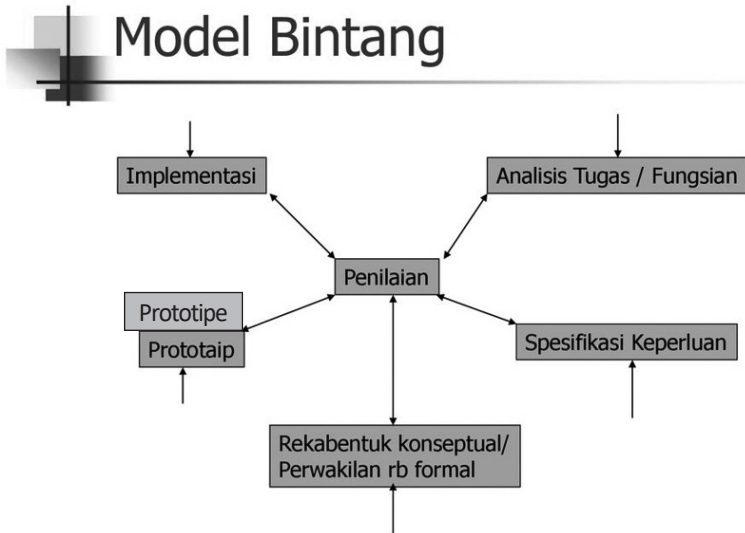 Model Bintang
Implementasi
Analisis Tugas / Fungsian
Penilaian
Prototipe
Prototaip
Spesifikasi Keperluan
Rekabentuk konseptual/
Perwakilan rb formal